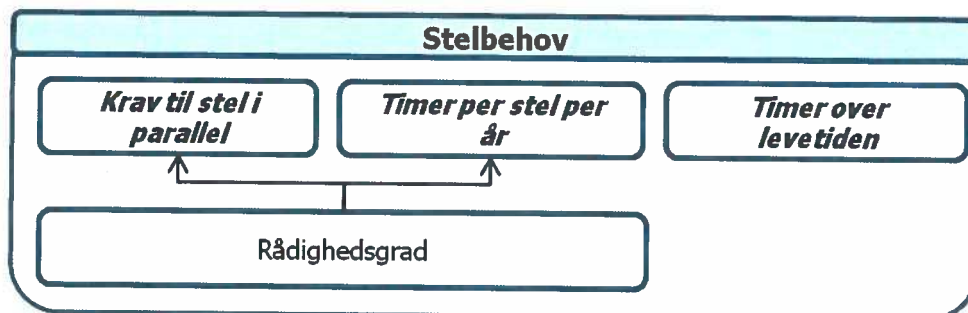 Stelbehov
Krav til stel i
parallel
Timer per stel per
år
Timer over
levetiden
Rådighedsgrad